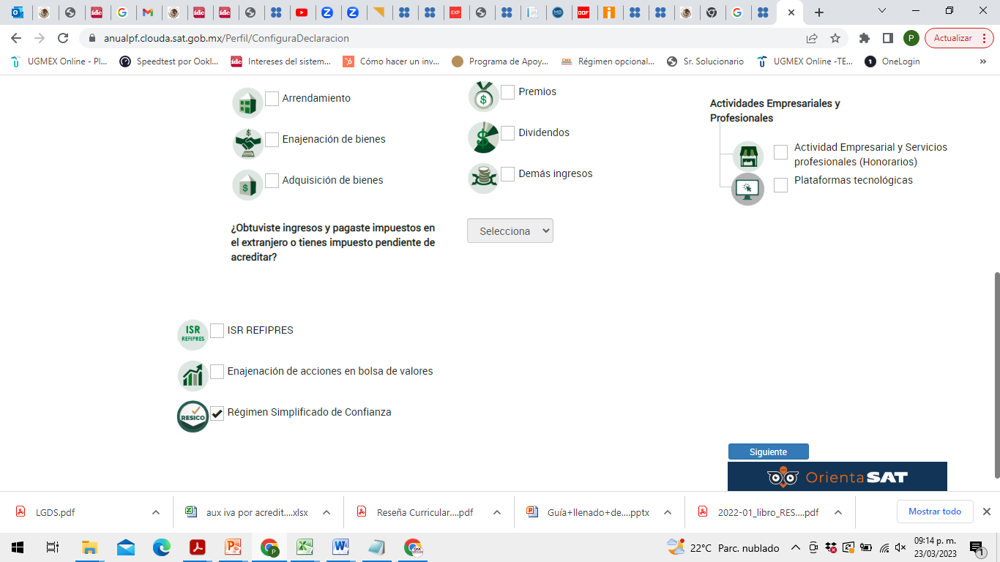 anualpf.clouda.sat.gob.mx/Perfil/ConfiguraDeclaracion
P
Actualizar
UGMEX Online - Pl...
Speedtest por Ookl...
idc
Intereses del sistem...
Cómo hacer un inv...
Programa de Apoy...
Régimen opcional...
Sr. Solucionario
UGMEX Online -TE...
OneLogin
»
Arrendamiento
Enajenación de bienes
Adquisición de bienes
Premios
Dividendos
Demás ingresos
Actividades Empresariales y
Profesionales
Actividad Empresarial y Servicios
profesionales (Honorarios)
Plataformas tecnológicas
¿Obtuviste ingresos y pagaste impuestos en
el extranjero o tienes impuesto pendiente de
acreditar?
Selecciona
ISR
REFIPRES
ISR REFIPRES
Enajenación de acciones en bolsa de valores
RESICO
Régimen Simplificado de Confianza
Siguiente
OrientaSAT
LGDS.pdf
aux iva por acredit....xlsx
Reseña Curricular....pdf
Guía+llenado+de....pptx
2022-01_libro_RES....pdf
Mostrar todo
22°C Parc. nublado
09:14 p. m.
23/03/2023
1